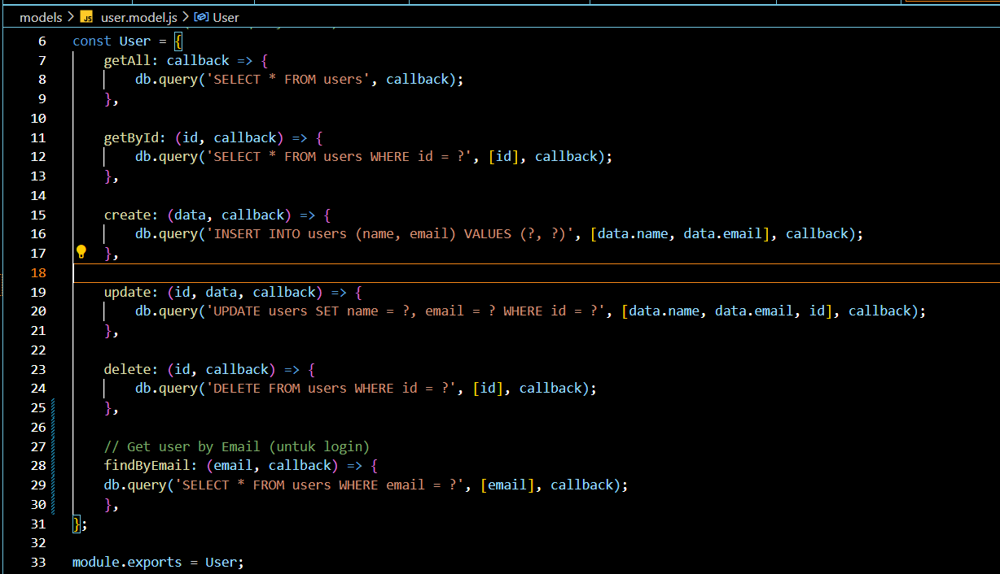 models > JS user.model.js > User
6 const User = {
7 getAll: callback => {
8 db.query('SELECT * FROM users', callback);
9 },
10
11 getById: (id, callback) => {
12 db.query('SELECT * FROM users WHERE id = ?', [id], callback);
13 },
14
15 create: (data, callback) => {
16 db.query('INSERT INTO users (name, email) VALUES (?, ?)', [data.name, data.email], callback);
17 },
18
19 update: (id, data, callback) => {
20 db.query('UPDATE users SET name = ?, email = ? WHERE id = ?', [data.name, data.email, id], callback);
21 },
22
23 delete: (id, callback) => {
24 db.query('DELETE FROM users WHERE id = ?', [id], callback);
25 },
26
27 // Get user by Email (untuk login)
28 findByEmail: (email, callback) => {
29 db.query('SELECT * FROM users WHERE email = ?', [email], callback);
30 },
31 };
32
33 module.exports = User;